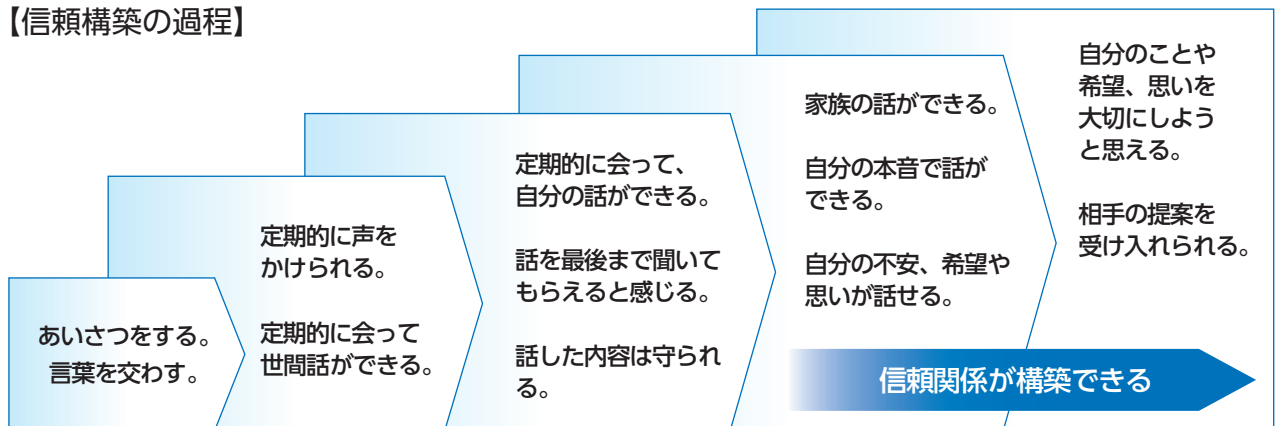 【信頼構築の過程】
あいさつをする。
言葉を交わす。
定期的に声を
かけられる。
定期的に会って
世間話ができる。
定期的に会って、
自分の話ができる。
話を最後まで聞いて
もらえると感じる。
話した内容は守られ
る。
家族の話ができる。
自分の本音で話が
できる。
自分の不安、希望や
思いが話せる。
自分のことや
希望、思いを
大切にしよう
と思える。
相手の提案を
受け入れられる。
信頼関係が構築できる